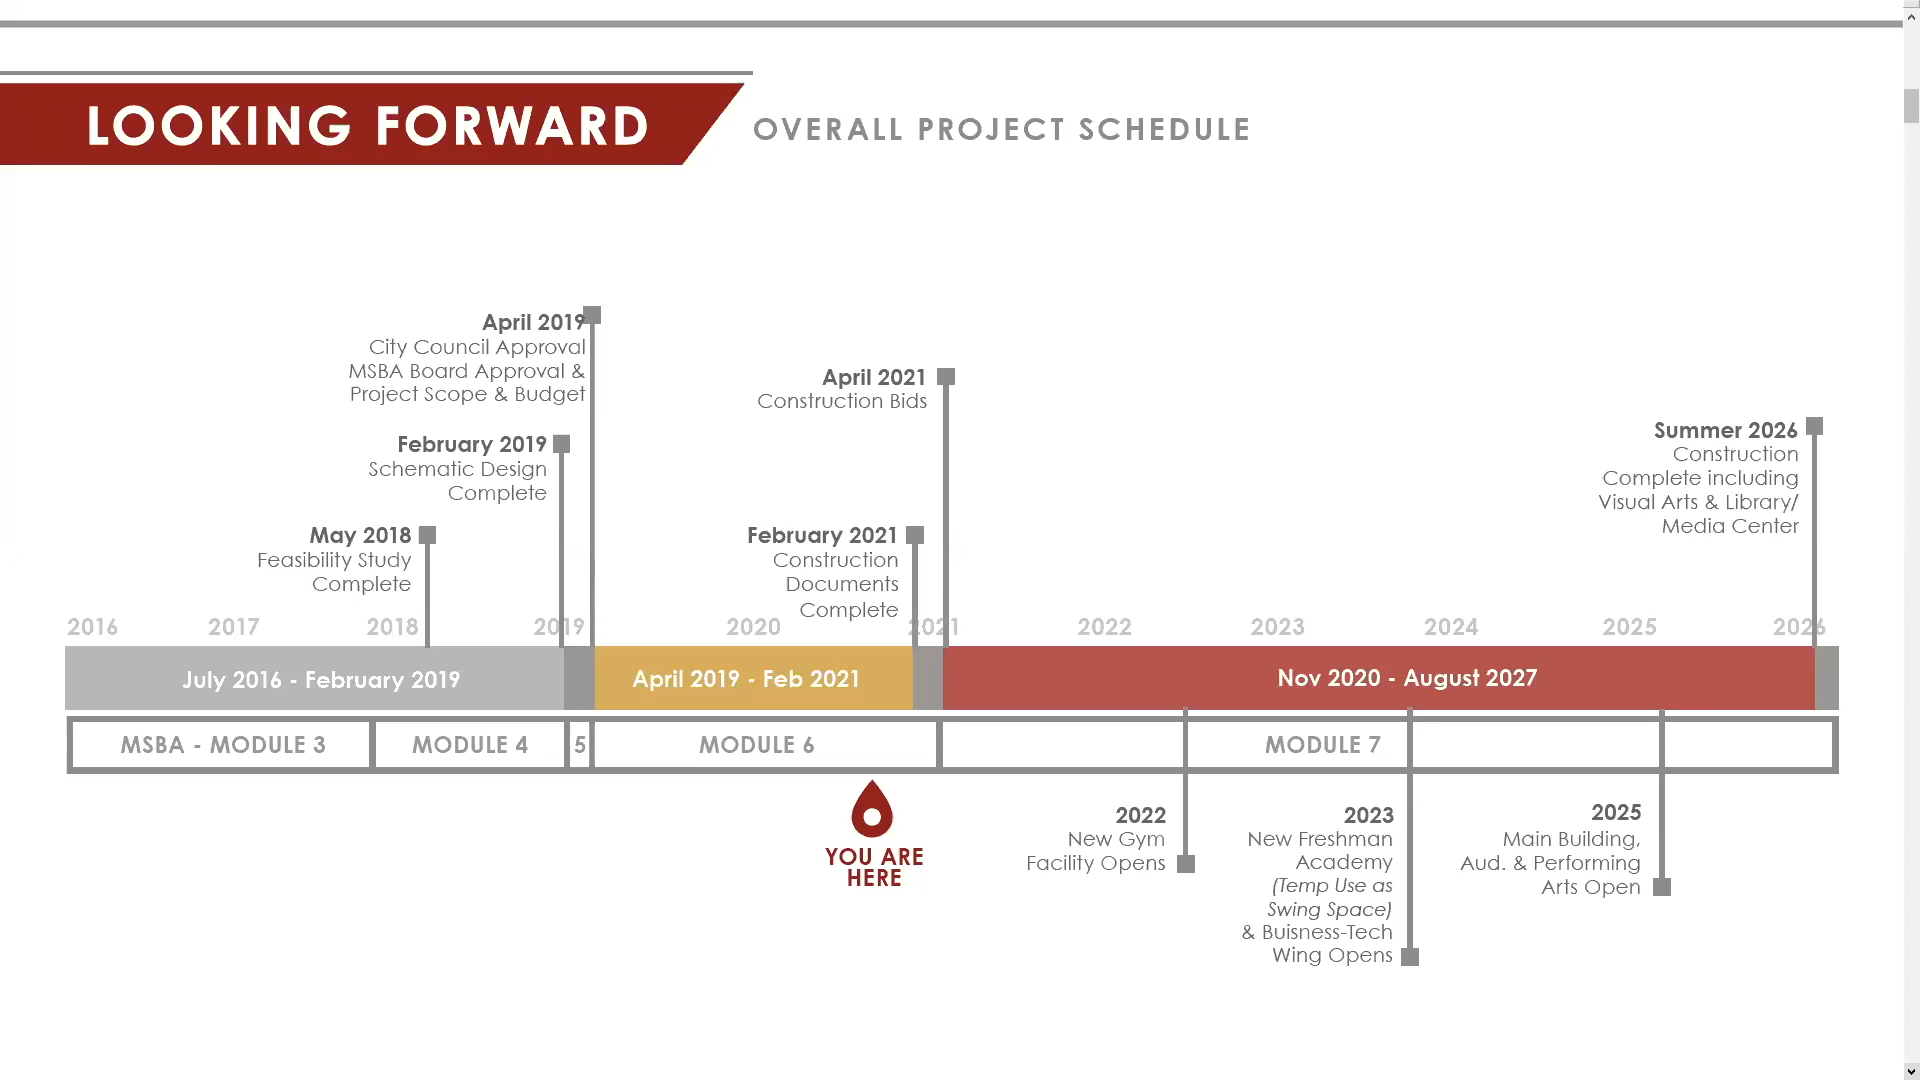 LOOKING FORWARD
OVERALL PROJECT SCHEDULE
April 2019
City Council Approval
MSBA Board Approval &
Project Scope & Budget
February 2019
Schematic Design
Complete
May 2018
Feasibility Study
Complete
April 2021
Construction Bids
February 2021
Construction
Documents
Complete
Summer 2026
Construction
Complete including
Visual Arts & Library/
Media Center
2016 2017 2018 2019 2020 2021 2022 2023 2024 2025 2026
July 2016 - February 2019 April 2019 - Feb 2021 Nov 2020 - August 2027
MSBA - MODULE 3 MODULE 4 5 MODULE 6 MODULE 7
YOU ARE
HERE
2022
New Gym
Facility Opens
2023
New Freshman
Academy
(Temp Use as
Swing Space)
& Buisness-Tech
Wing Opens
2025
Main Building,
Aud. & Performing
Arts Open